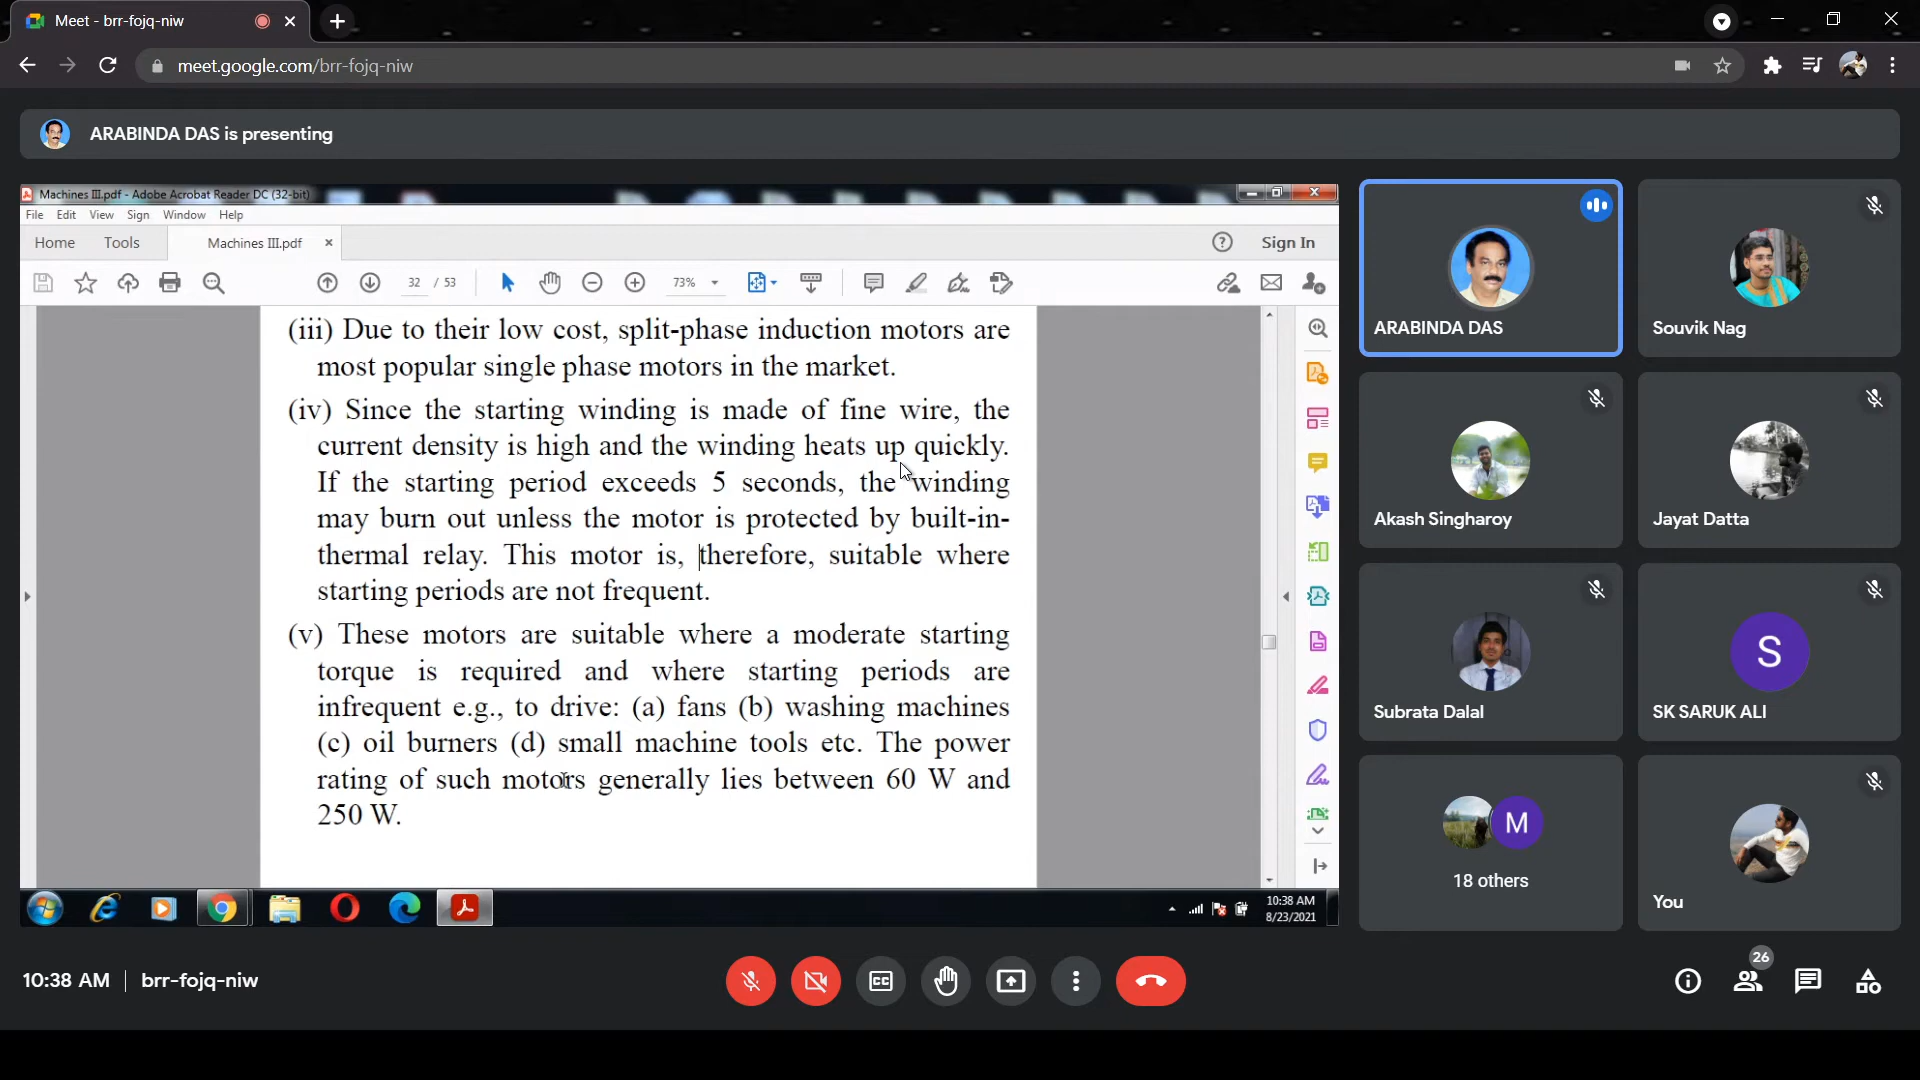 Meet - brr-fojq-niw
meet.google.com/brr-fojq-niw
ARABINDA DAS is presenting
Machines III.pdf - Adobe Acrobat Reader DC (32-bit)
File Edit View Sign Window Help
Home Tools Machines III.pdf Sign In
32 / 53 73%
(iii) Due to their low cost, split-phase induction motors are
most popular single phase motors in the market.
(iv) Since the starting winding is made of fine wire, the
current density is high and the winding heats up quickly.
If the starting period exceeds 5 seconds, the winding
may burn out unless the motor is protected by built-in-
thermal relay. This motor is, therefore, suitable where
starting periods are not frequent.
(v) These motors are suitable where a moderate starting
torque is required and where starting periods are
infrequent e.g., to drive: (a) fans (b) washing machines
(c) oil burners (d) small machine tools etc. The power
rating of such motors generally lies between 60 W and
250 W.
10:38 AM
8/23/2021
ARABINDA DAS
Souvik Nag
Akash Singharoy
Jayat Datta
Subrata Dalal
S
SK SARUK ALI
M
18 others
You
10:38 AM | brr-fojq-niw
CC
26